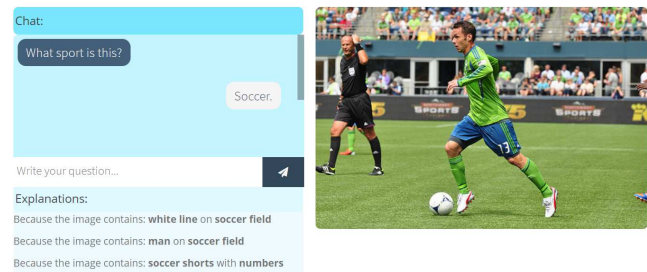 Chat:
What sport is this?
Soccer.
Write your question...
Explanations:
Because the image contains: white line on soccer field
Because the image contains: man on soccer field
Because the image contains: soccer shorts with numbers
SPORTS
SPORTS
13